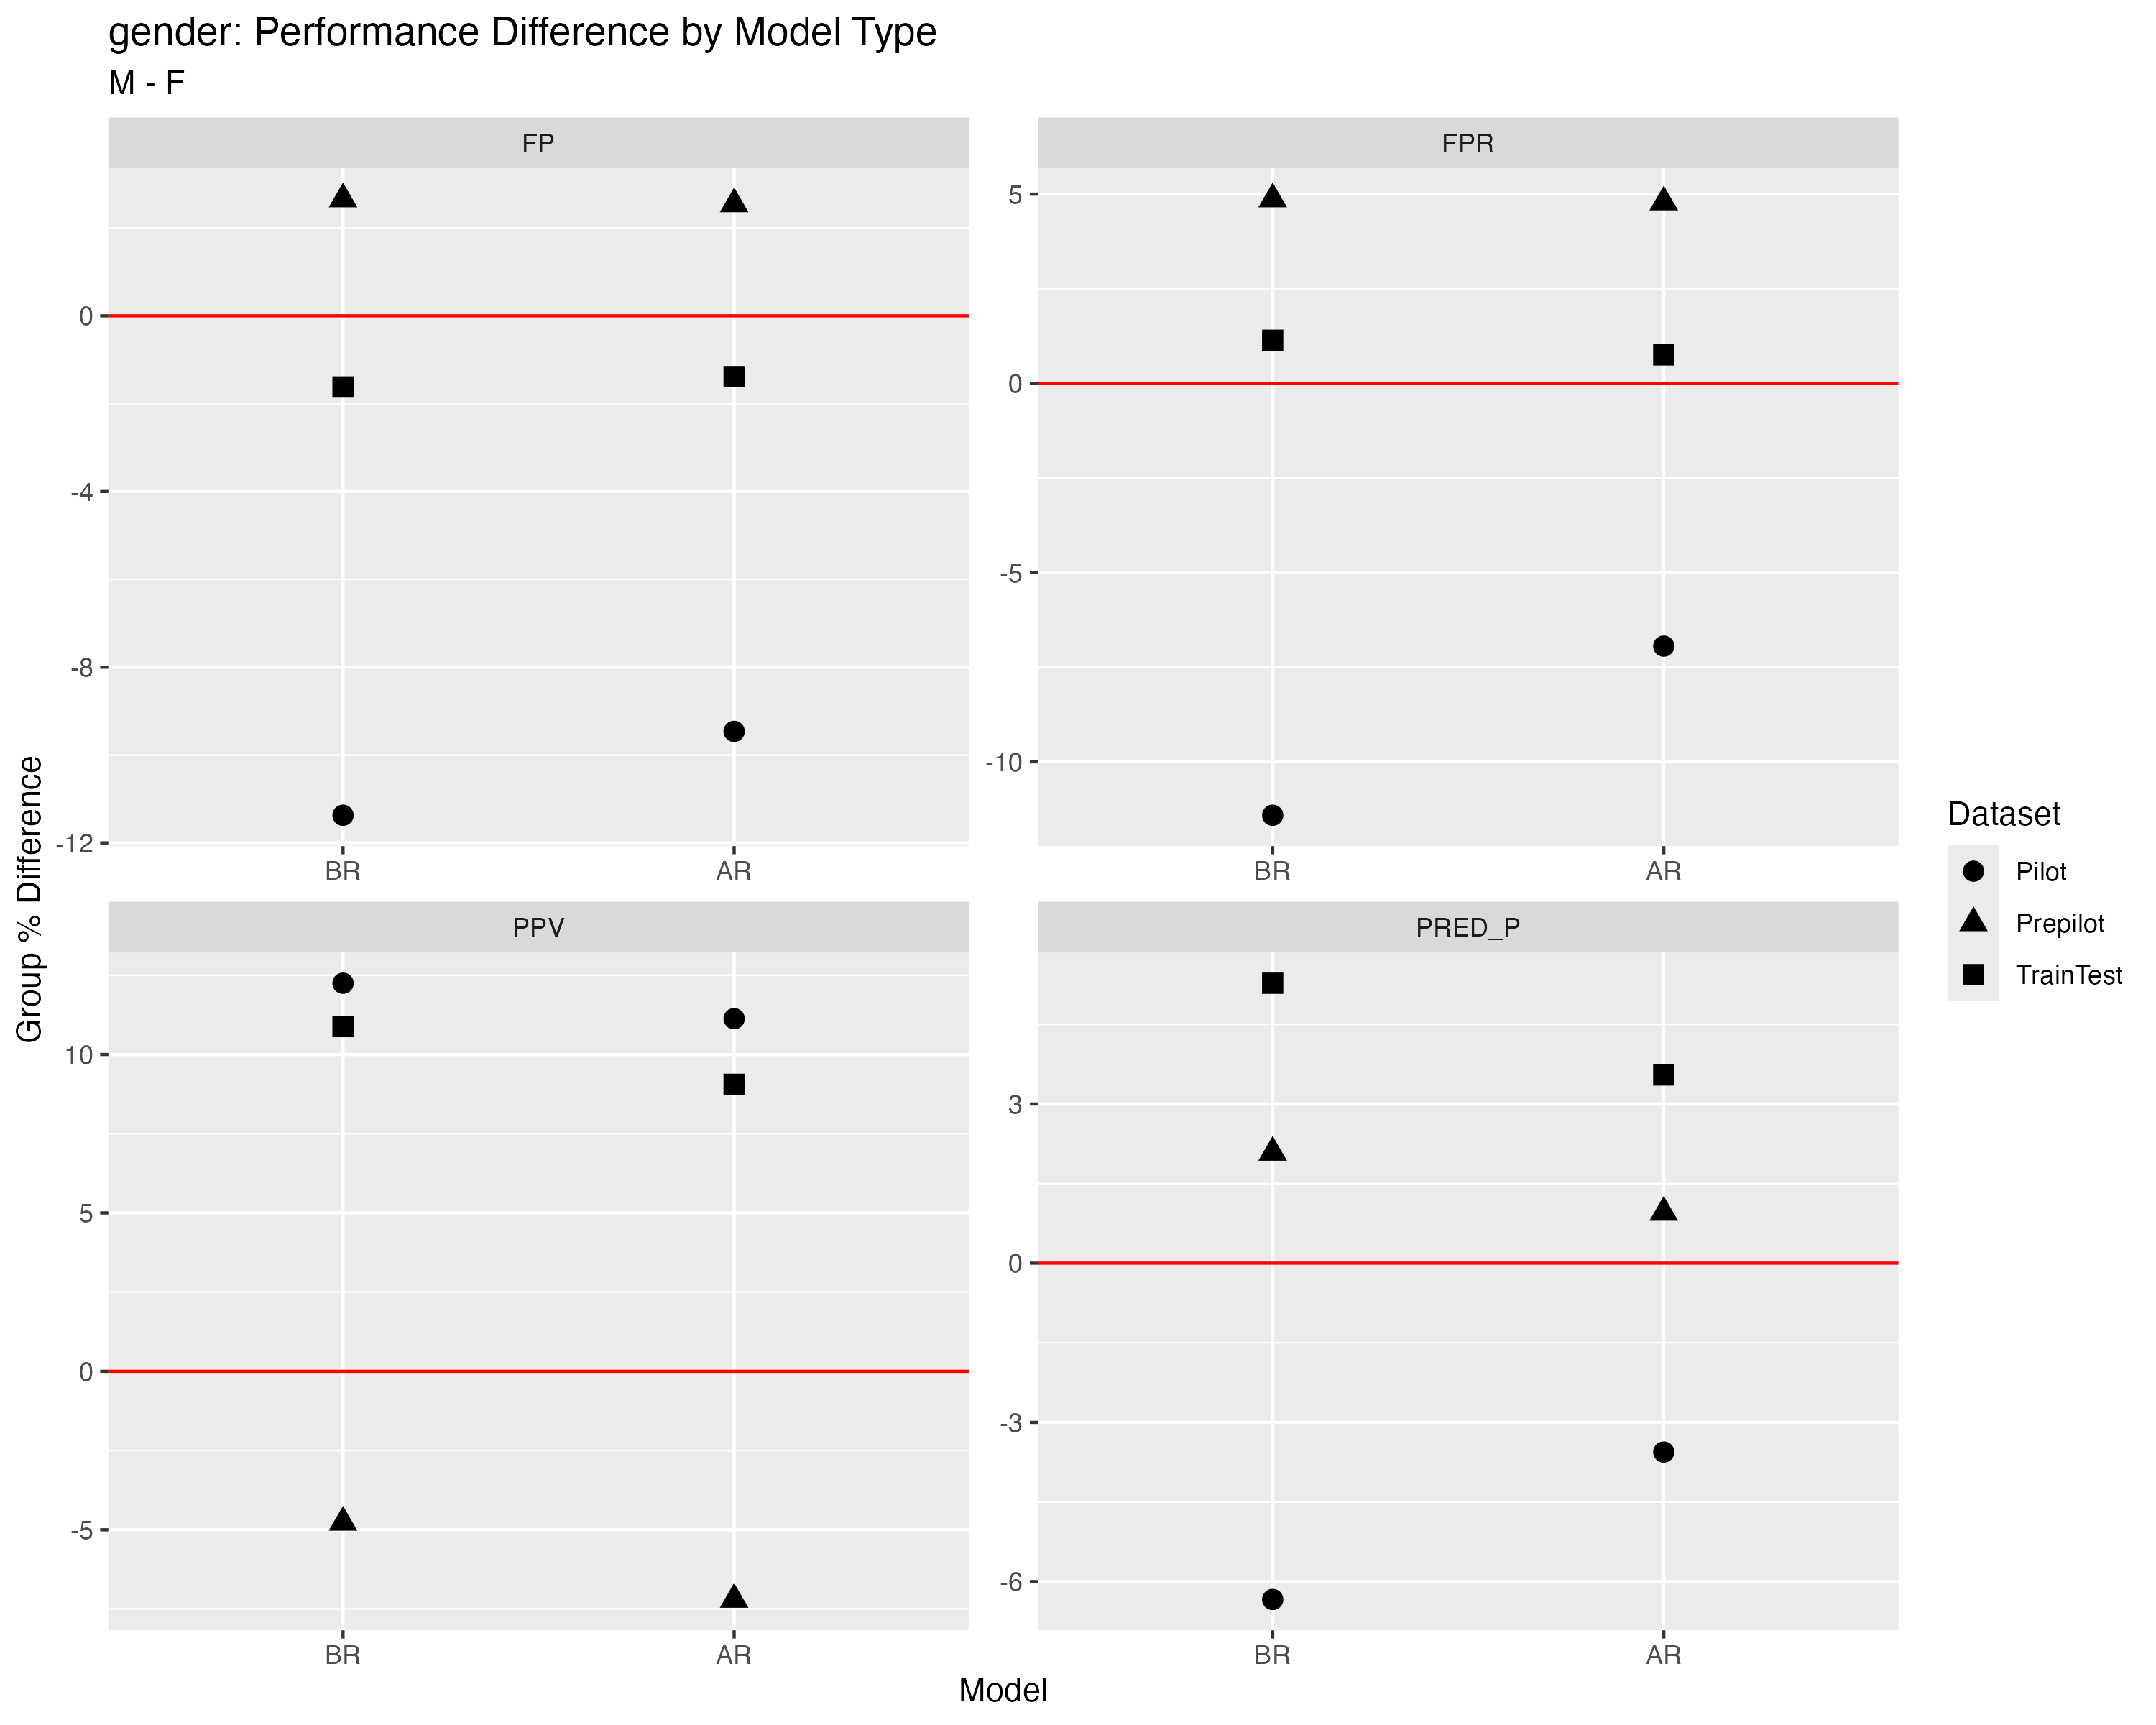 gender: Performance Difference by Model Type
M - F
FP
FPR
0
-4
-8
-12
5
0
-5
-10
BR
AR
BR
AR
PPV
PRED_P
10
5
0
-5
3
0
-3
-6
BR
AR
BR
AR
Group % Difference
Model
Dataset
Pilot
Prepilot
TrainTest